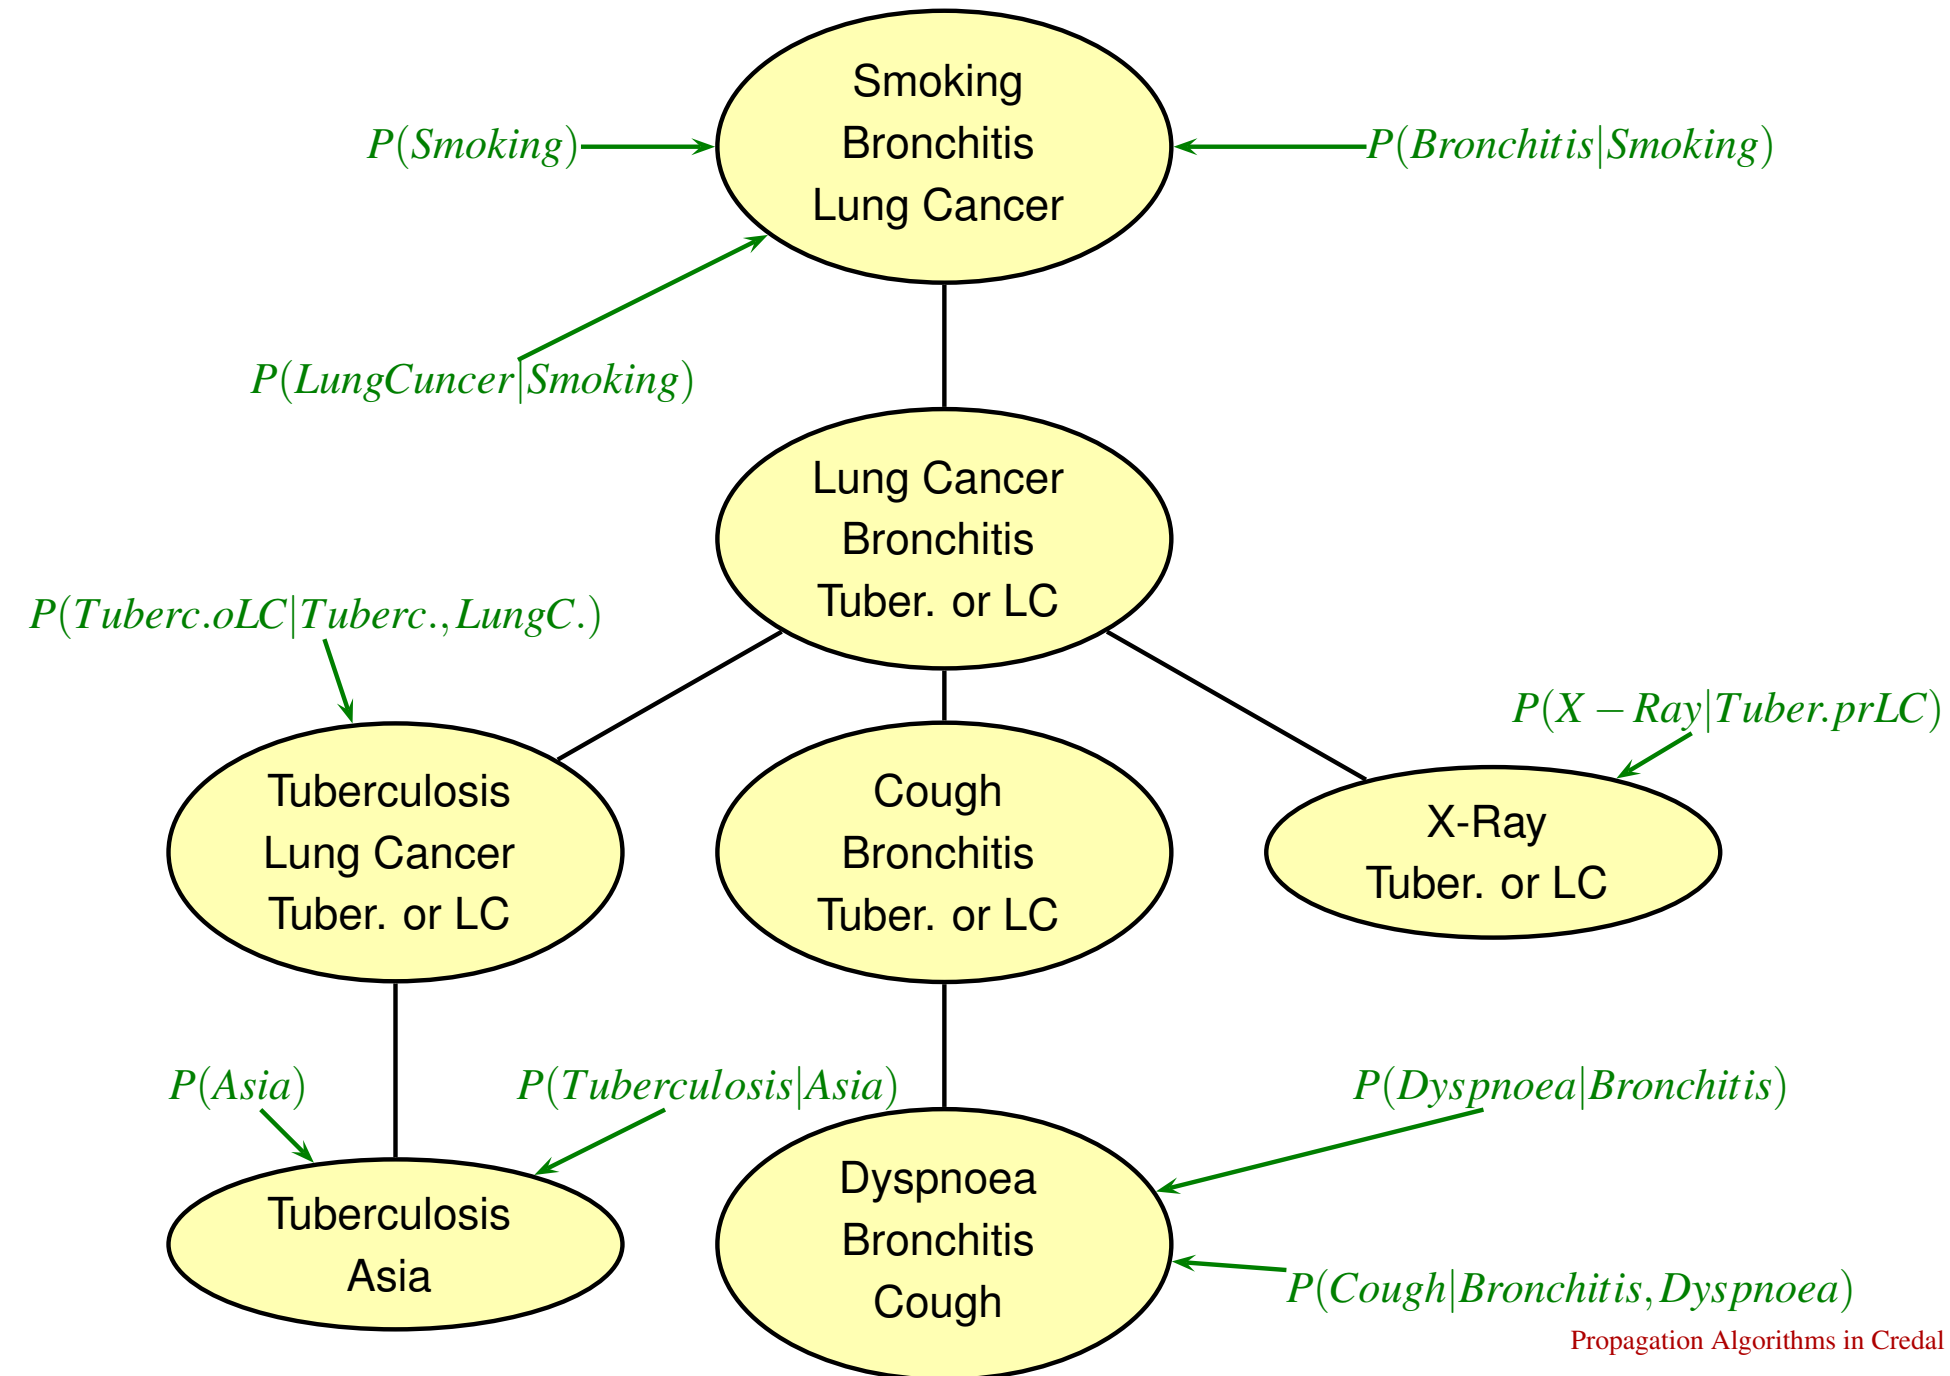 Smoking
Bronchitis
Lung Cancer
P(Smoking)
P(Bronchitis|Smoking)
P(LungCuncer|Smoking)
Lung Cancer
Bronchitis
Tuber. or LC
P(Tuberc.oLC|Tuberc.,LungC.)
P(X − Ray|Tuber.prLC)
Tuberculosis
Lung Cancer
Tuber. or LC
Cough
Bronchitis
Tuber. or LC
X-Ray
Tuber. or LC
P(Asia)
P(Tuberculosis|Asia)
P(Dyspnoea|Bronchitis)
Tuberculosis
Asia
Dyspnoea
Bronchitis
Cough
P(Cough|Bronchitis,Dyspnoea)
Propagation Algorithms in Credal